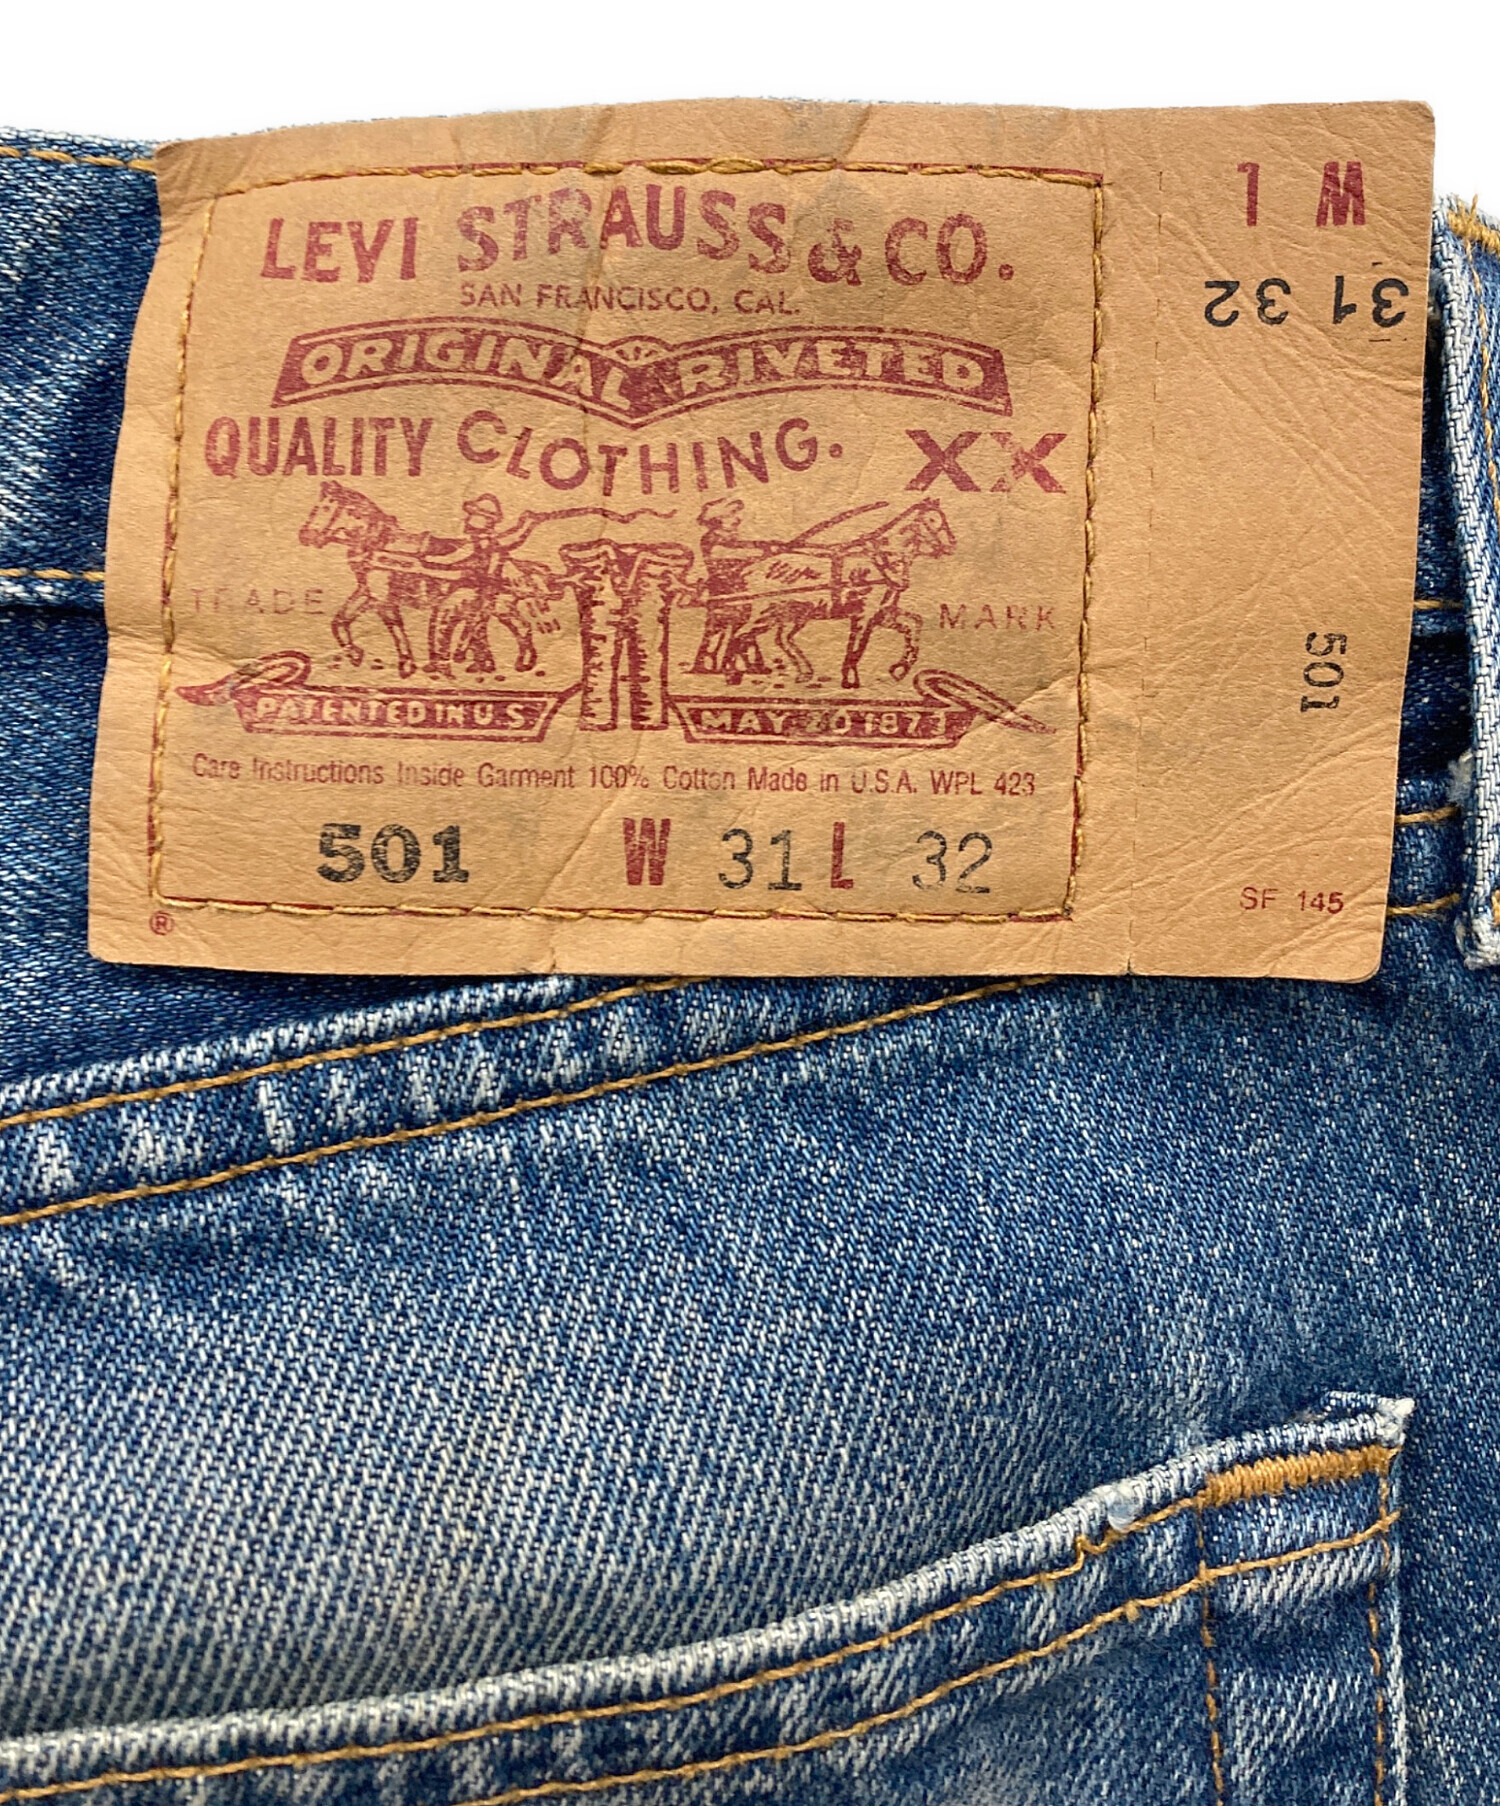 LEVI STRAUSS & CO.
SAN FRANCISCO, CAL.
ORIGINAL RIVETED
QUALITY CLOTHING. XX
TRADE MARK
PATENTED IN U.S
MAY 20 1873
Care Instructions Inside Garment 100% Cotton Made in U.S.A. WPL 423
501 W 31 L 32
®
W L
31 32
501
SF 145